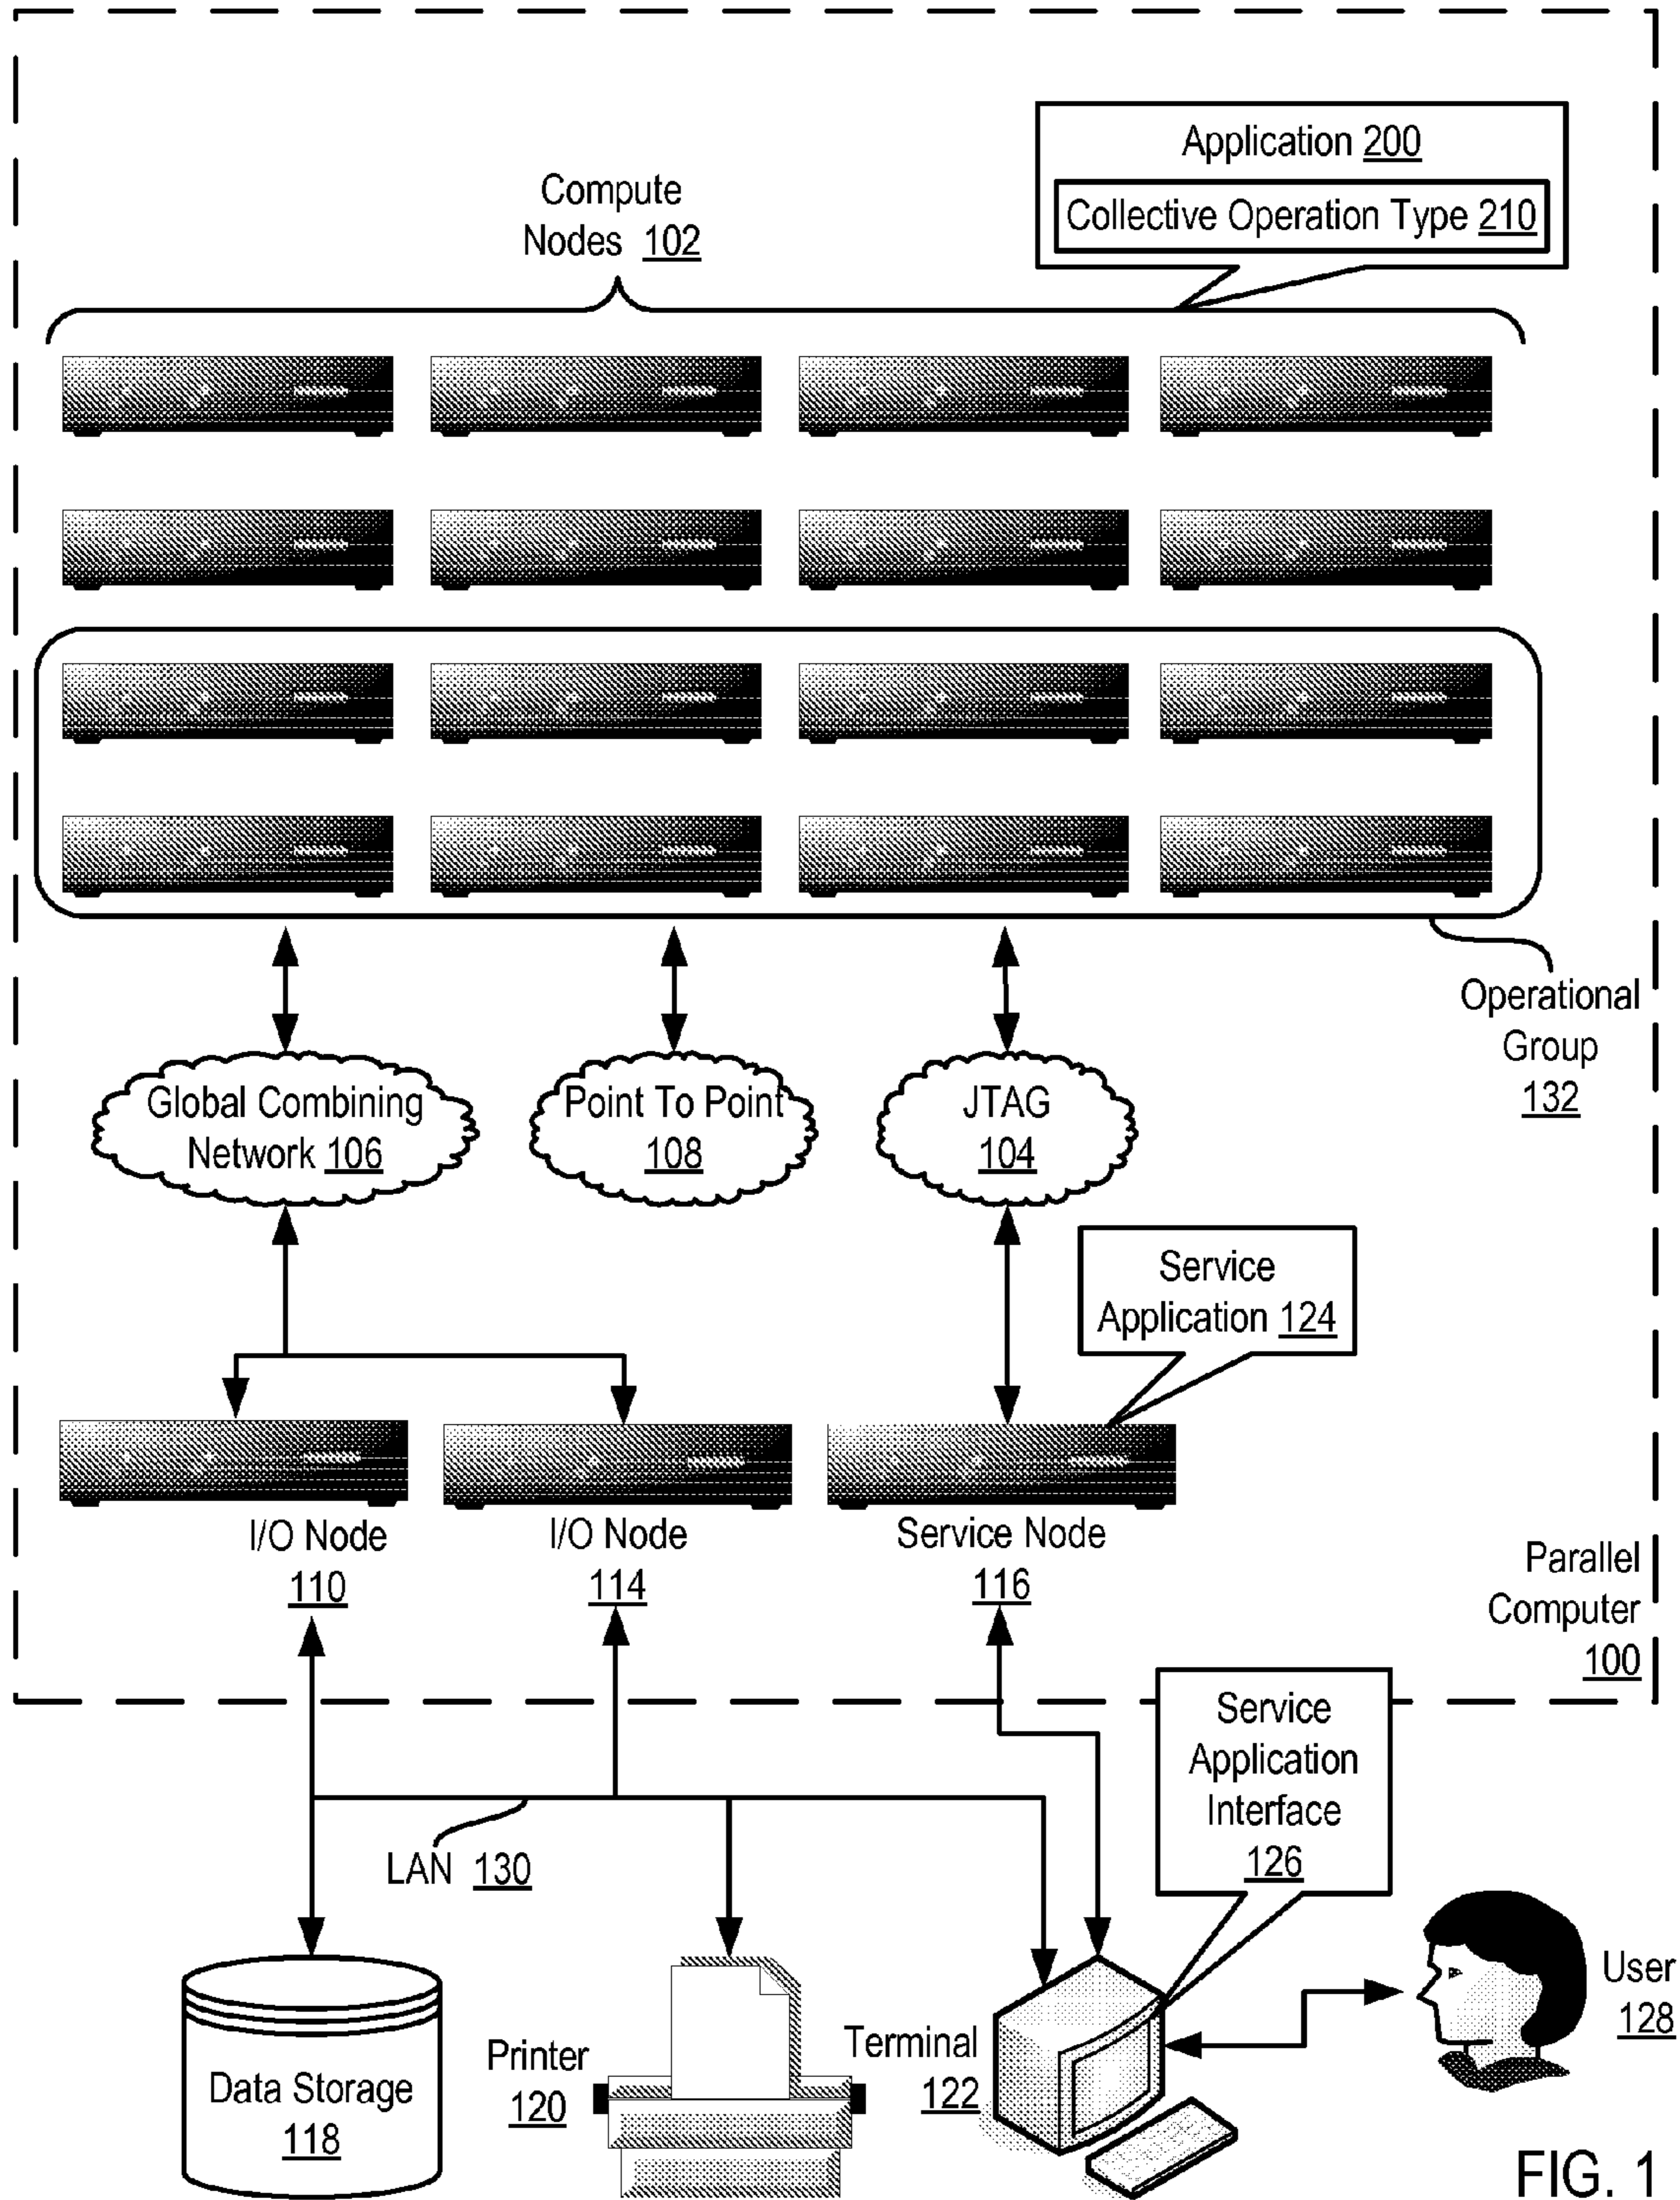 Application 200
Collective Operation Type 210
Compute
Nodes 102
Operational
Group
132
Global Combining
Network 106
Point To Point
108
JTAG
104
Service
Application 124
I/O Node
110
I/O Node
114
Service Node
116
Parallel
Computer
100
Service
Application
Interface
126
LAN 130
Data Storage
118
Printer
120
Terminal
122
User
128
FIG. 1